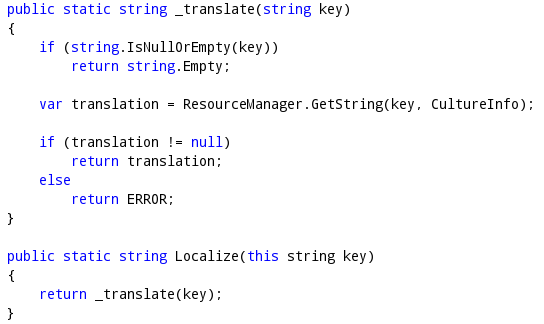 public static string _translate(string key)
{
    if (string.IsNullOrEmpty(key))
        return string.Empty;

    var translation = ResourceManager.GetString(key, CultureInfo);

    if (translation != null)
        return translation;
    else
        return ERROR;
}

public static string Localize(this string key)
{
    return _translate(key);
}